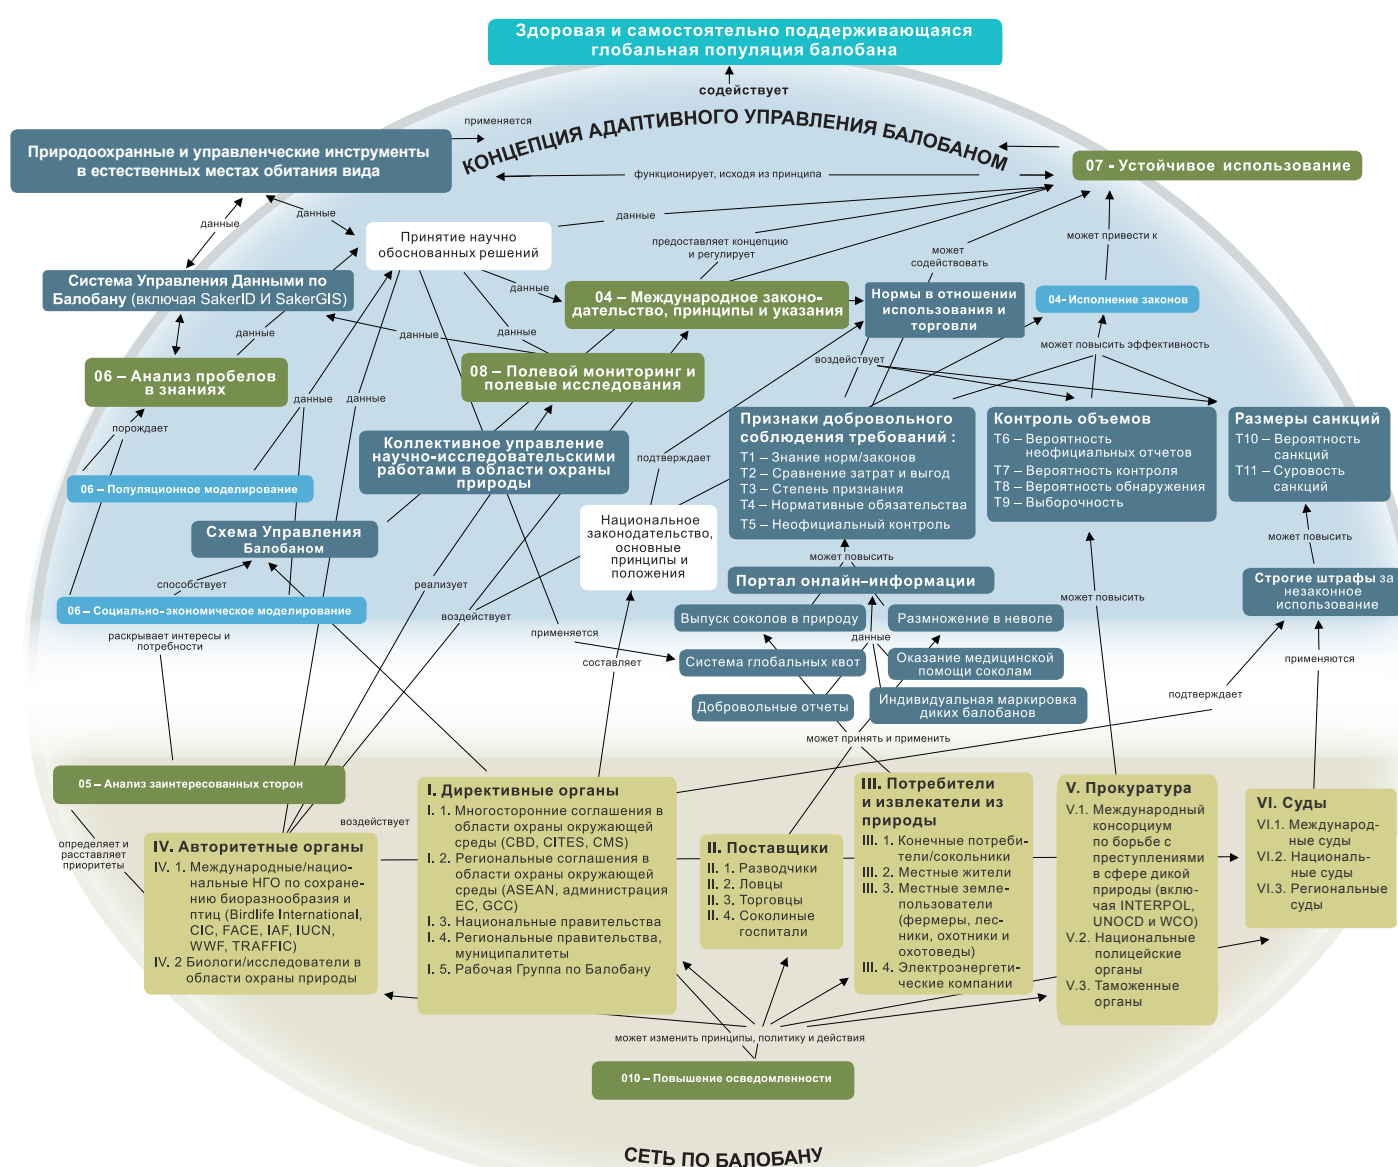 Здоровая и самостоятельно поддерживающаяся
глобальная популяция балобана
содействует
КОНЦЕПЦИЯ АДАПТИВНОГО УПРАВЛЕНИЯ БАЛОБАНОМ
применяется
Природоохранные и управленческие инструменты
в естественных местах обитания вида
07 - Устойчивое использование
функционирует, исходя из принципа
данные
данные
данные
Принятие научно
обоснованных решений
предоставляет концепцию
и регулирует
может
содействовать
может привести к
Система Управления Данными по
Балобану (включая SakerID И SakerGIS)
данные
04 – Международное законо-
дательство, принципы и указания
Нормы в отношении
использования и
торговли
04- Исполнение законов
данные
данные
данные
воздействует
может повысить эффективность
06 – Анализ пробелов
в знаниях
08 – Полевой мониторинг и
полевые исследования
данные
данные
порождает
Коллективное управление
научно-исследовательскими
работами в области охраны
природы
подтверждает
Признаки добровольного
соблюдения требований :
T1 – Знание норм/законов
T2 – Сравнение затрат и выгод
T3 – Степень признания
T4 – Нормативные обязательства
T5 – Неофициальный контроль
Контроль объемов
T6 – Вероятность
неофициальных отчетов
T7 – Вероятность контроля
T8 – Вероятность обнаружения
T9 – Выборочность
Размеры санкций
T10 – Вероятность
санкций
T11 – Суровость
санкций
06 – Популяционное моделирование
Схема Управления
Балобаном
Национальное
законодательство,
основные
принципы и
положения
может повысить
может повысить
способствует
реализует
Портал онлайн–информации
Строгие штрафы за
незаконное
использование
06 – Социально-экономическое моделирование
воздействует
может повысить
раскрывает интересы и
потребности
применяется
Выпуск соколов в природу
Размножение в неволе
данные
составляет
Система глобальных квот
Оказание медицинской
помощи соколам
применяются
подтверждает
Добровольные отчеты
Индивидуальная маркировка
диких балобанов
может принять и применить
05 – Анализ заинтересованных сторон
воздействует
определяет и
расставляет
приоритеты
IV. Авторитетные органы
IV. 1. Международные/нацио-
нальные НГО по сохране-
нию биоразнообразия и
птиц (Birdlife International,
CIC, FACE, IAF, IUCN,
WWF, TRAFFIC)
IV. 2 Биологи/исследователи в
области охраны природы
I. Директивные органы
I. 1. Многосторонние соглашения в
области охраны окружающей
среды (CBD, CITES, CMS)
I. 2. Региональные соглашения в
области охраны окружающей
среды (ASEAN, администрация
ЕС, GCC)
I. 3. Национальные правительства
I. 4. Региональные правительства,
муниципалитеты
I. 5. Рабочая Группа по Балобану
II. Поставщики
II. 1. Разводчики
II. 2. Ловцы
II. 3. Торговцы
II. 4. Соколиные
госпитали
III. Потребители
и извлекатели из
природы
III. 1. Конечные потреби-
тели/сокольники
III. 2. Местные жители
III. 3. Местные земле-
пользователи
(фермеры, лес-
ники, охотники и
охотоведы)
III. 4. Электроэнергети-
ческие компании
V. Прокуратура
V.1. Международный
консорциум
по борьбе с
преступлениями
в сфере дикой
природы (вклю-
чая INTERPOL,
UNOCD и WCO)
V.2. Национальные
полицейские
органы
V.3. Таможенные
органы
VI. Суды
VI.1. Международ-
ные суды
VI.2. Националь-
ные суды
VI.3. Региональные
суды
может изменить принципы, политику и действия
010 – Повышение осведомленности
СЕТЬ ПО БАЛОБАНУ